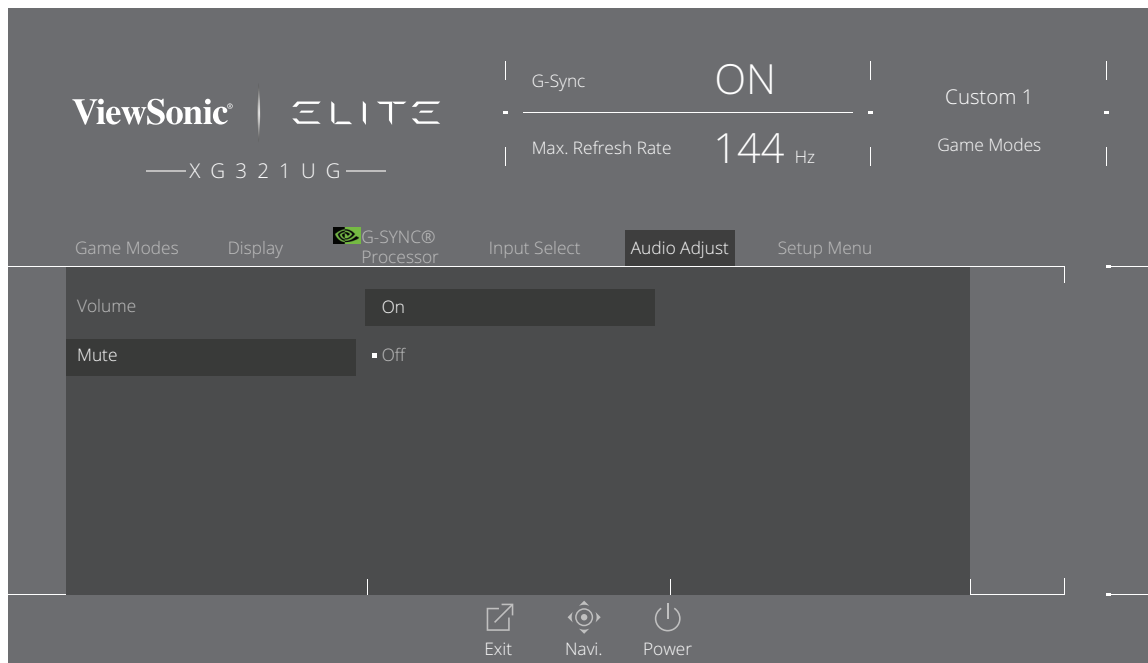 ViewSonic® ELITE
XG321UG
G-Sync ON
Max. Refresh Rate 144 Hz
Custom 1
Game Modes
Game Modes Display G-SYNC® Processor Input Select Audio Adjust Setup Menu
Volume On
Mute Off
Exit Navi. Power